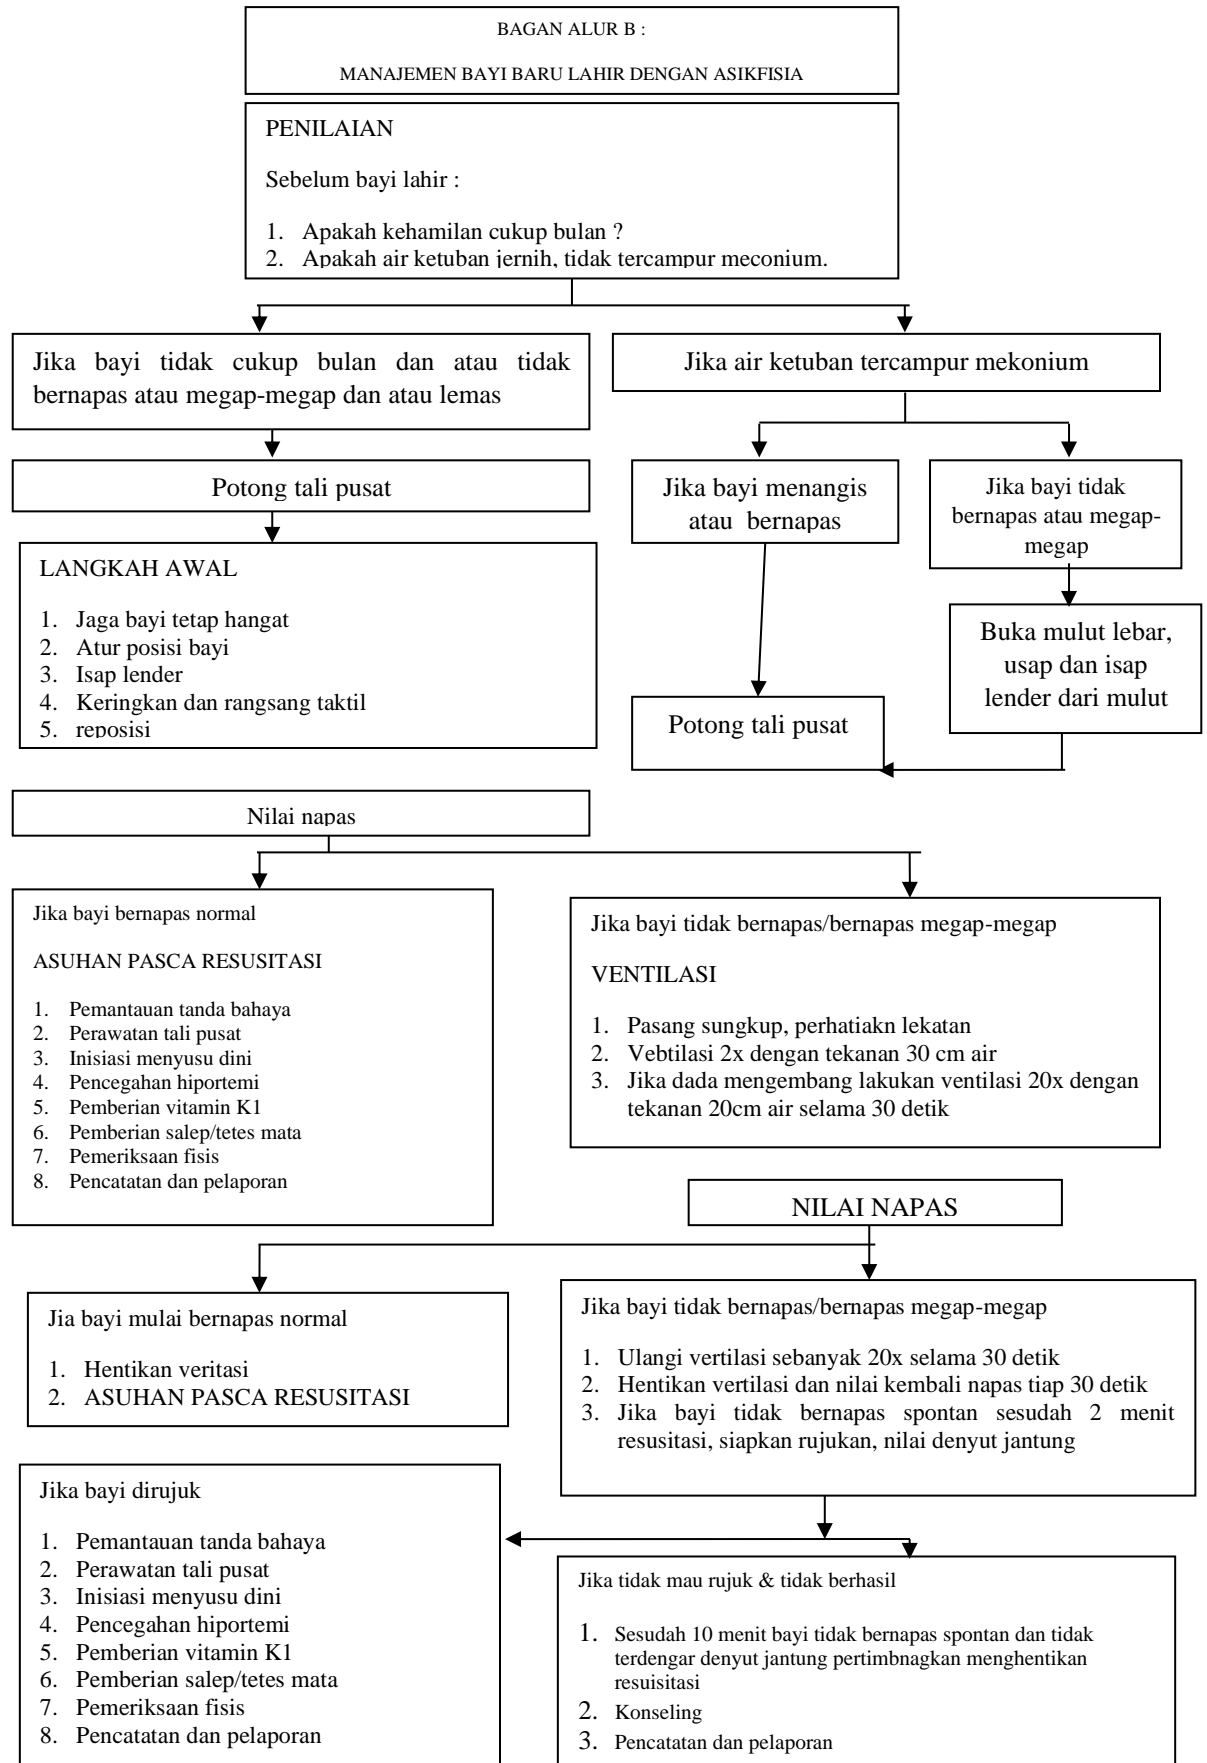 BAGAN ALUR B :
MANAJEMEN BAYI BARU LAHIR DENGAN ASIKFISIA
PENILAIAN
Sebelum bayi lahir :
1. Apakah kehamilan cukup bulan ?
2. Apakah air ketuban jernih, tidak tercampur meconium.
Jika bayi tidak cukup bulan dan atau tidak
bernapas atau megap-megap dan atau lemas
Jika air ketuban tercampur mekonium
Potong tali pusat
Jika bayi menangis
atau bernapas
Jika bayi tidak
bernapas atau megap-
megap
LANGKAH AWAL
1. Jaga bayi tetap hangat
2. Atur posisi bayi
3. Isap lender
4. Keringkan dan rangsang taktil
5. reposisi
Buka mulut lebar,
usap dan isap
lender dari mulut
Potong tali pusat
Nilai napas
Jika bayi bernapas normal
ASUHAN PASCA RESUSITASI
1. Pemantauan tanda bahaya
2. Perawatan tali pusat
3. Inisiasi menyusu dini
4. Pencegahan hiportemi
5. Pemberian vitamin K1
6. Pemberian salep/tetes mata
7. Pemeriksaan fisis
8. Pencatatan dan pelaporan
Jika bayi tidak bernapas/bernapas megap-megap
VENTILASI
1. Pasang sungkup, perhatiakn lekatan
2. Vebtilasi 2x dengan tekanan 30 cm air
3. Jika dada mengembang lakukan ventilasi 20x dengan
tekanan 20cm air selama 30 detik
NILAI NAPAS
Jia bayi mulai bernapas normal
1. Hentikan veritasi
2. ASUHAN PASCA RESUSITASI
Jika bayi tidak bernapas/bernapas megap-megap
1. Ulangi vertilasi sebanyak 20x selama 30 detik
2. Hentikan vertilasi dan nilai kembali napas tiap 30 detik
3. Jika bayi tidak bernapas spontan sesudah 2 menit
resusitasi, siapkan rujukan, nilai denyut jantung
Jika bayi dirujuk
1. Pemantauan tanda bahaya
2. Perawatan tali pusat
3. Inisiasi menyusu dini
4. Pencegahan hiportemi
5. Pemberian vitamin K1
6. Pemberian salep/tetes mata
7. Pemeriksaan fisis
8. Pencatatan dan pelaporan
Jika tidak mau rujuk & tidak berhasil
1. Sesudah 10 menit bayi tidak bernapas spontan dan tidak
terdengar denyut jantung pertimbnagkan menghentikan
resuisitasi
2. Konseling
3. Pencatatan dan pelaporan